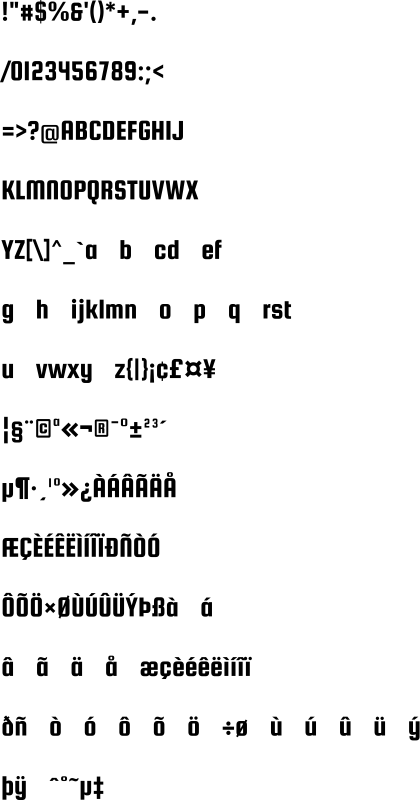 !"#$%&'()*+,-.
/0123456789:;<
=>?@ABCDEFGHIJ
KLMNOPQRSTUVWX
YZ[\]^_`a b cd ef
g h ijklmn o p q rst
u vwxy z{|}¡¢£¤¥
¦§¨©ª«¬®¯°±²³´
µ¶·¸¹º»¿ÀÁÂÃÄÅ
ÆÇÈÉÊËÌÍÎÏÐÑÒÓ
ÔÕÖ×ØÙÚÛÜÝÞßà á
â ã ä å æçèéêëìíîï
ðñ ò ó ô õ ö ÷ø ù ú û ü ý
þÿ ˆ˚˜µ‡